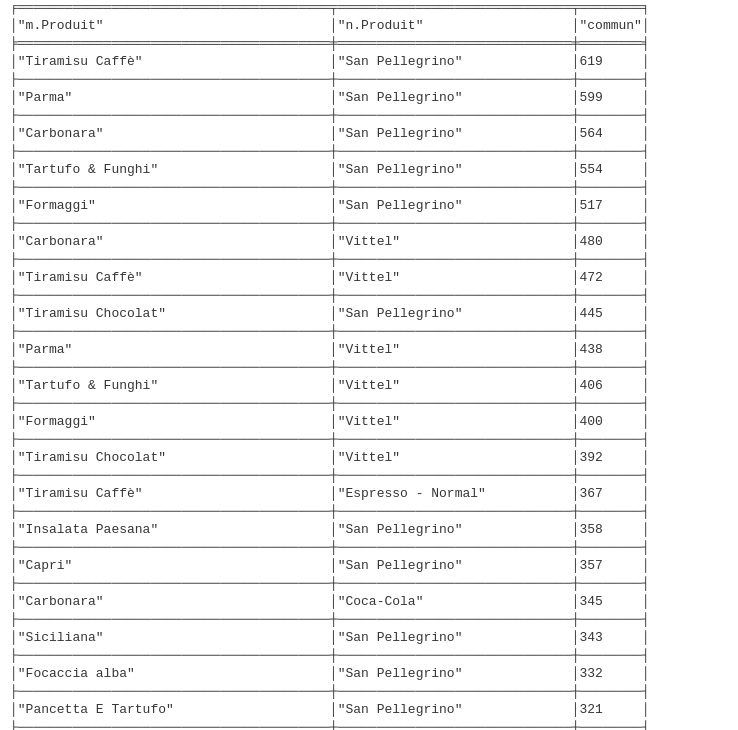 "m.Produit" "n.Produit" "commun"
"Tiramisu Caffè" "San Pellegrino" 619
"Parma" "San Pellegrino" 599
"Carbonara" "San Pellegrino" 564
"Tartufo & Funghi" "San Pellegrino" 554
"Formaggi" "San Pellegrino" 517
"Carbonara" "Vittel" 480
"Tiramisu Caffè" "Vittel" 472
"Tiramisu Chocolat" "San Pellegrino" 445
"Parma" "Vittel" 438
"Tartufo & Funghi" "Vittel" 406
"Formaggi" "Vittel" 400
"Tiramisu Chocolat" "Vittel" 392
"Tiramisu Caffè" "Espresso - Normal" 367
"Insalata Paesana" "San Pellegrino" 358
"Capri" "San Pellegrino" 357
"Carbonara" "Coca-Cola" 345
"Siciliana" "San Pellegrino" 343
"Focaccia alba" "San Pellegrino" 332
"Pancetta E Tartufo" "San Pellegrino" 321